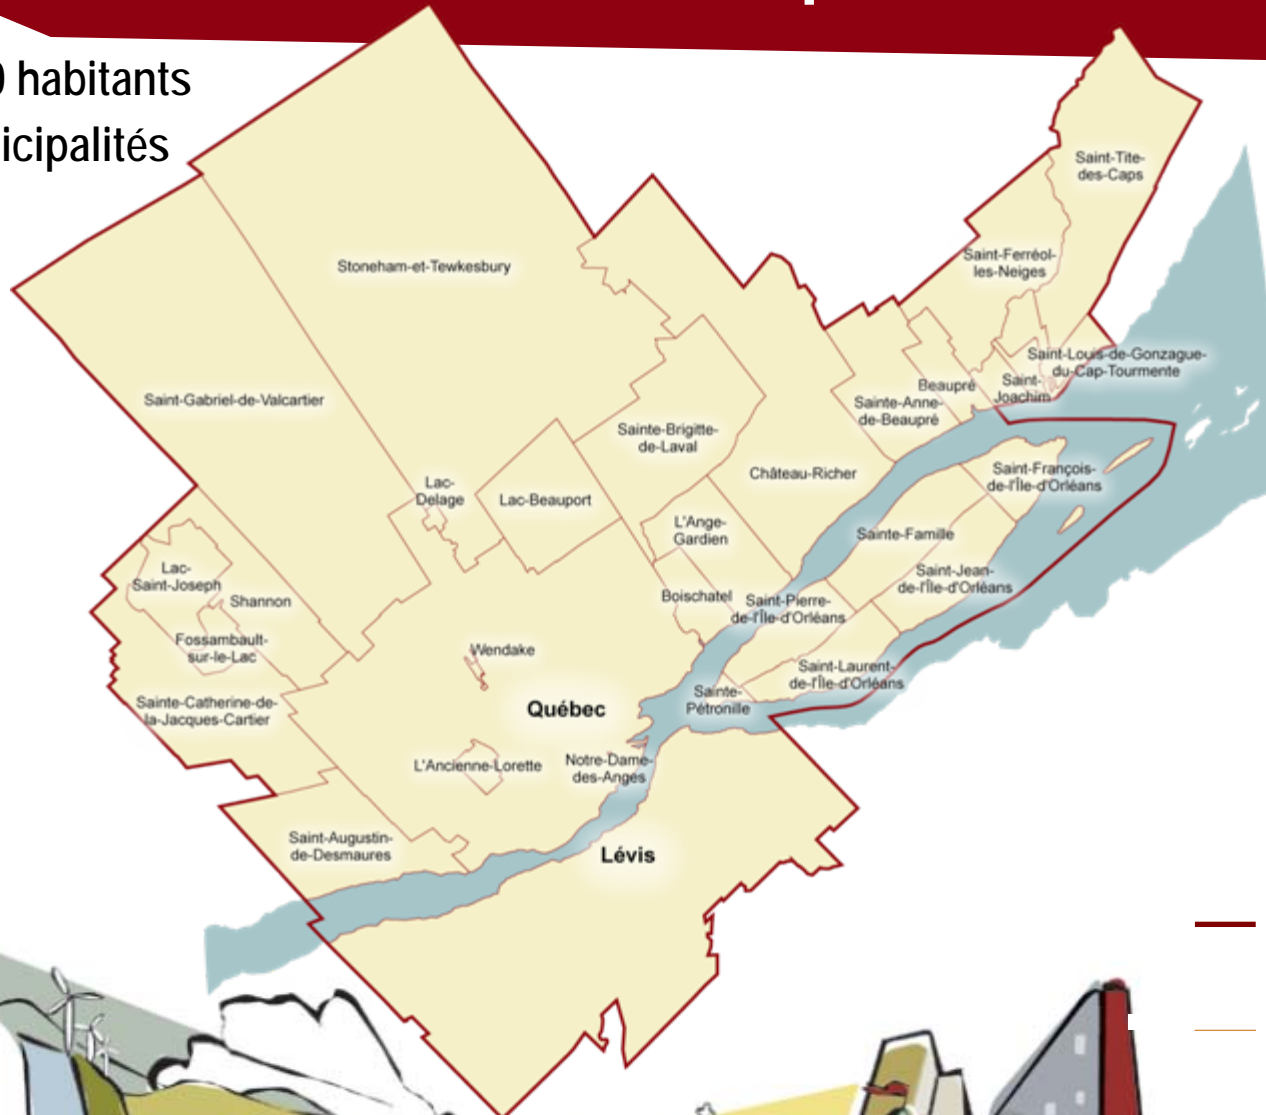 habitants
Saint-Tite-
des-Caps
Stoneham-et-Tewkesbury
Saint-Ferréol-
les-Neiges
Saint-Louis-de-Gonzague-
du-Cap-Tourmente
Saint-Gabriel-de-Valcartier
Beaupré
Saint-
Joachim
Sainte-Anne-
de-Beaupré
Sainte-Brigitte-
de-Laval
Château-Richer
Saint-François-
de-l'Île-d'Orléans
Lac-
Delage
Lac-Beauport
L'Ange-
Gardien
Sainte-Famille
Lac-
Saint-Joseph
Shannon
Saint-Jean-
de-l'Île-d'Orléans
Boischatel
Saint-Pierre-
de-l'Île-d'Orléans
Fossambault-
sur-le-Lac
Wendake
Saint-Laurent-
de-l'Île-d'Orléans
Sainte-Catherine-de-
la-Jacques-Cartier
Québec
Sainte-
Pétronille
L'Ancienne-Lorette
Notre-Dame-
des-Anges
Saint-Augustin-
de-Desmaures
Lévis